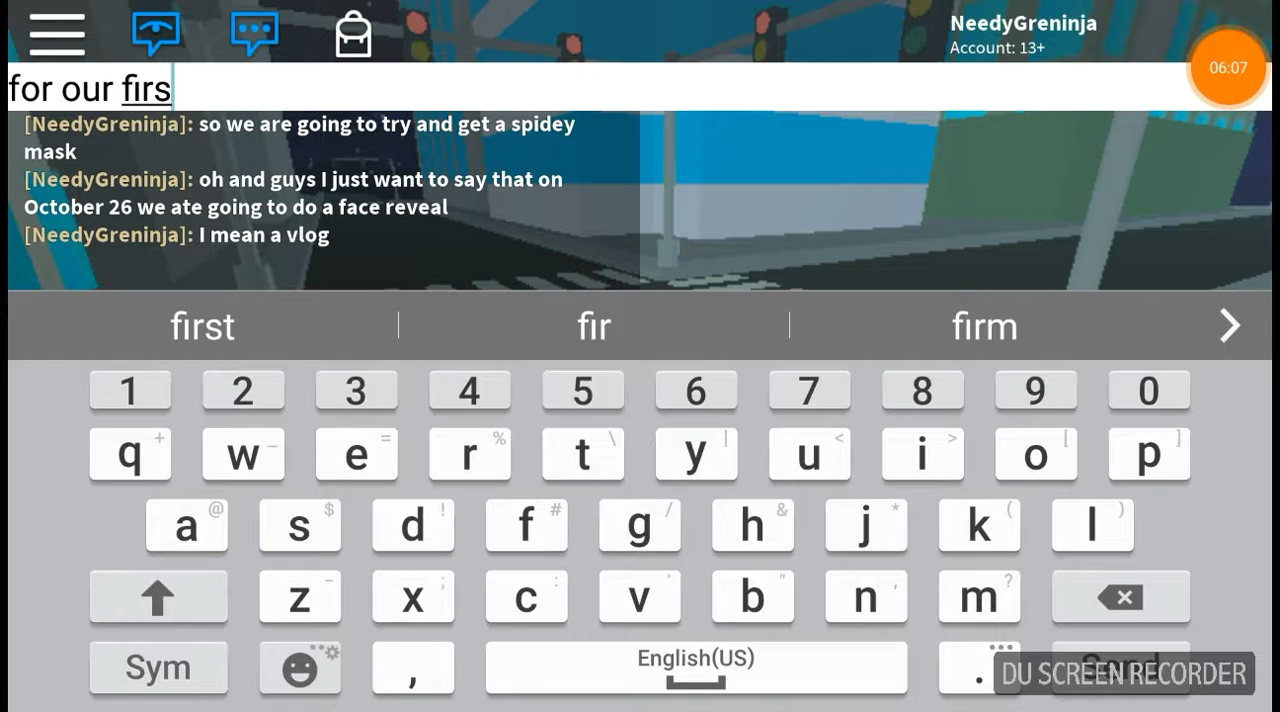 NeedyGreninja
Account: 13+
06:07
for our firs
[NeedyGreninja]: so we are going to try and get a spidey
mask
[NeedyGreninja]: oh and guys I just want to say that on
October 26 we ate going to do a face reveal
[NeedyGreninja]: I mean a vlog
first fir firm
1 2 3 4 5 6 7 8 9 0
q + w _ e = r % t \ y | u < i > o [ p ]
a @ s $ d ! f # g / h & j * k ( l )
z - x ; c : v ' b " n , m ?
Sym , English(US) . Send
DU SCREEN RECORDER